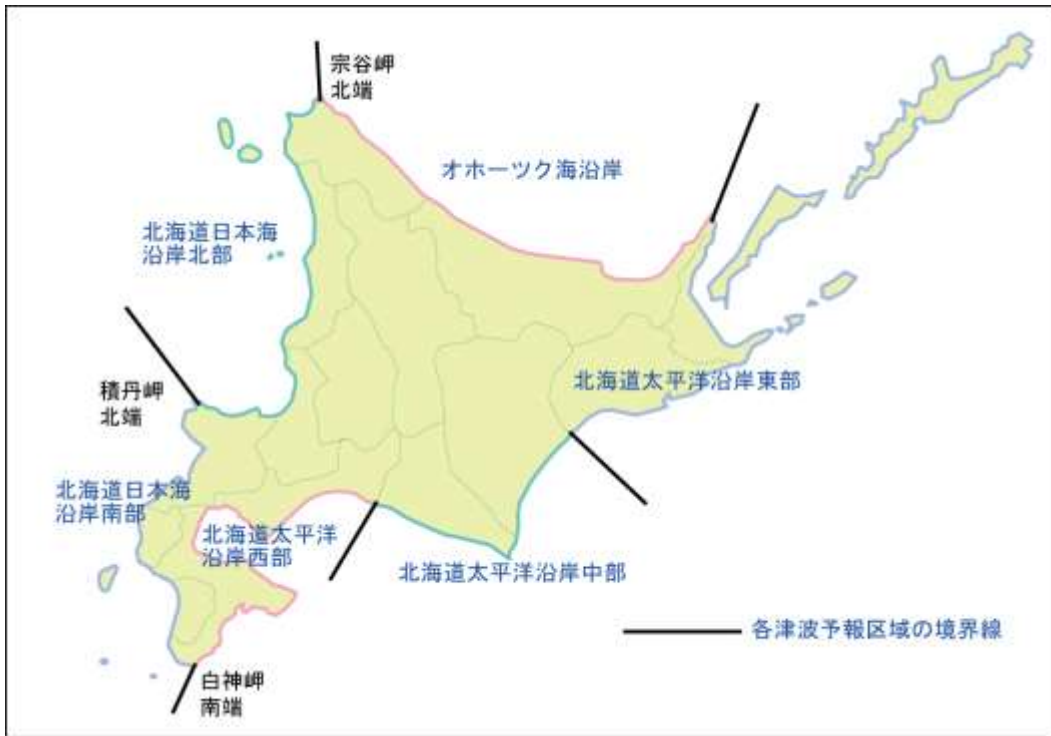 宗谷岬
北端
オホーツク海沿岸
北海道日本海
沿岸北部
積丹岬
北端
北海道太平洋沿岸東部
北海道日本海
沿岸南部
北海道太平洋
沿岸西部
北海道太平洋沿岸中部
各津波予報区域の境界線
白神岬
南端